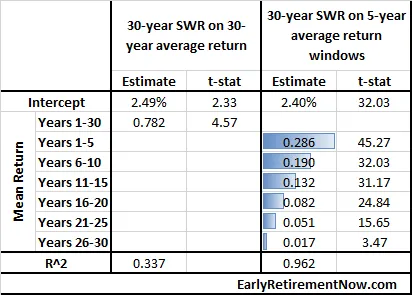 30-year SWR on 30-year average return	30-year SWR on 5-year average return windows
Estimate	t-stat	Estimate	t-stat
Intercept	2.49%	2.33	2.40%	32.03
Mean Return
Years 1-30	0.782	4.57
Years 1-5	0.286	45.27
Years 6-10	0.190	32.03
Years 11-15	0.132	31.17
Years 16-20	0.082	24.84
Years 21-25	0.051	15.65
Years 26-30	0.017	3.47
R^2	0.337	0.962
EarlyRetirementNow.com